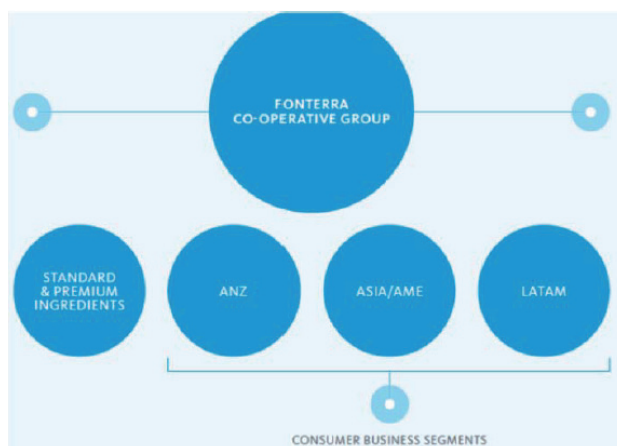 FONTERRA
CO-OPERATIVE GROUP
STANDARD
& PREMIUM
INGREDIENTS
ANZ
ASIA/AME
LATAM
CONSUMER BUSINESS SEGMENTS